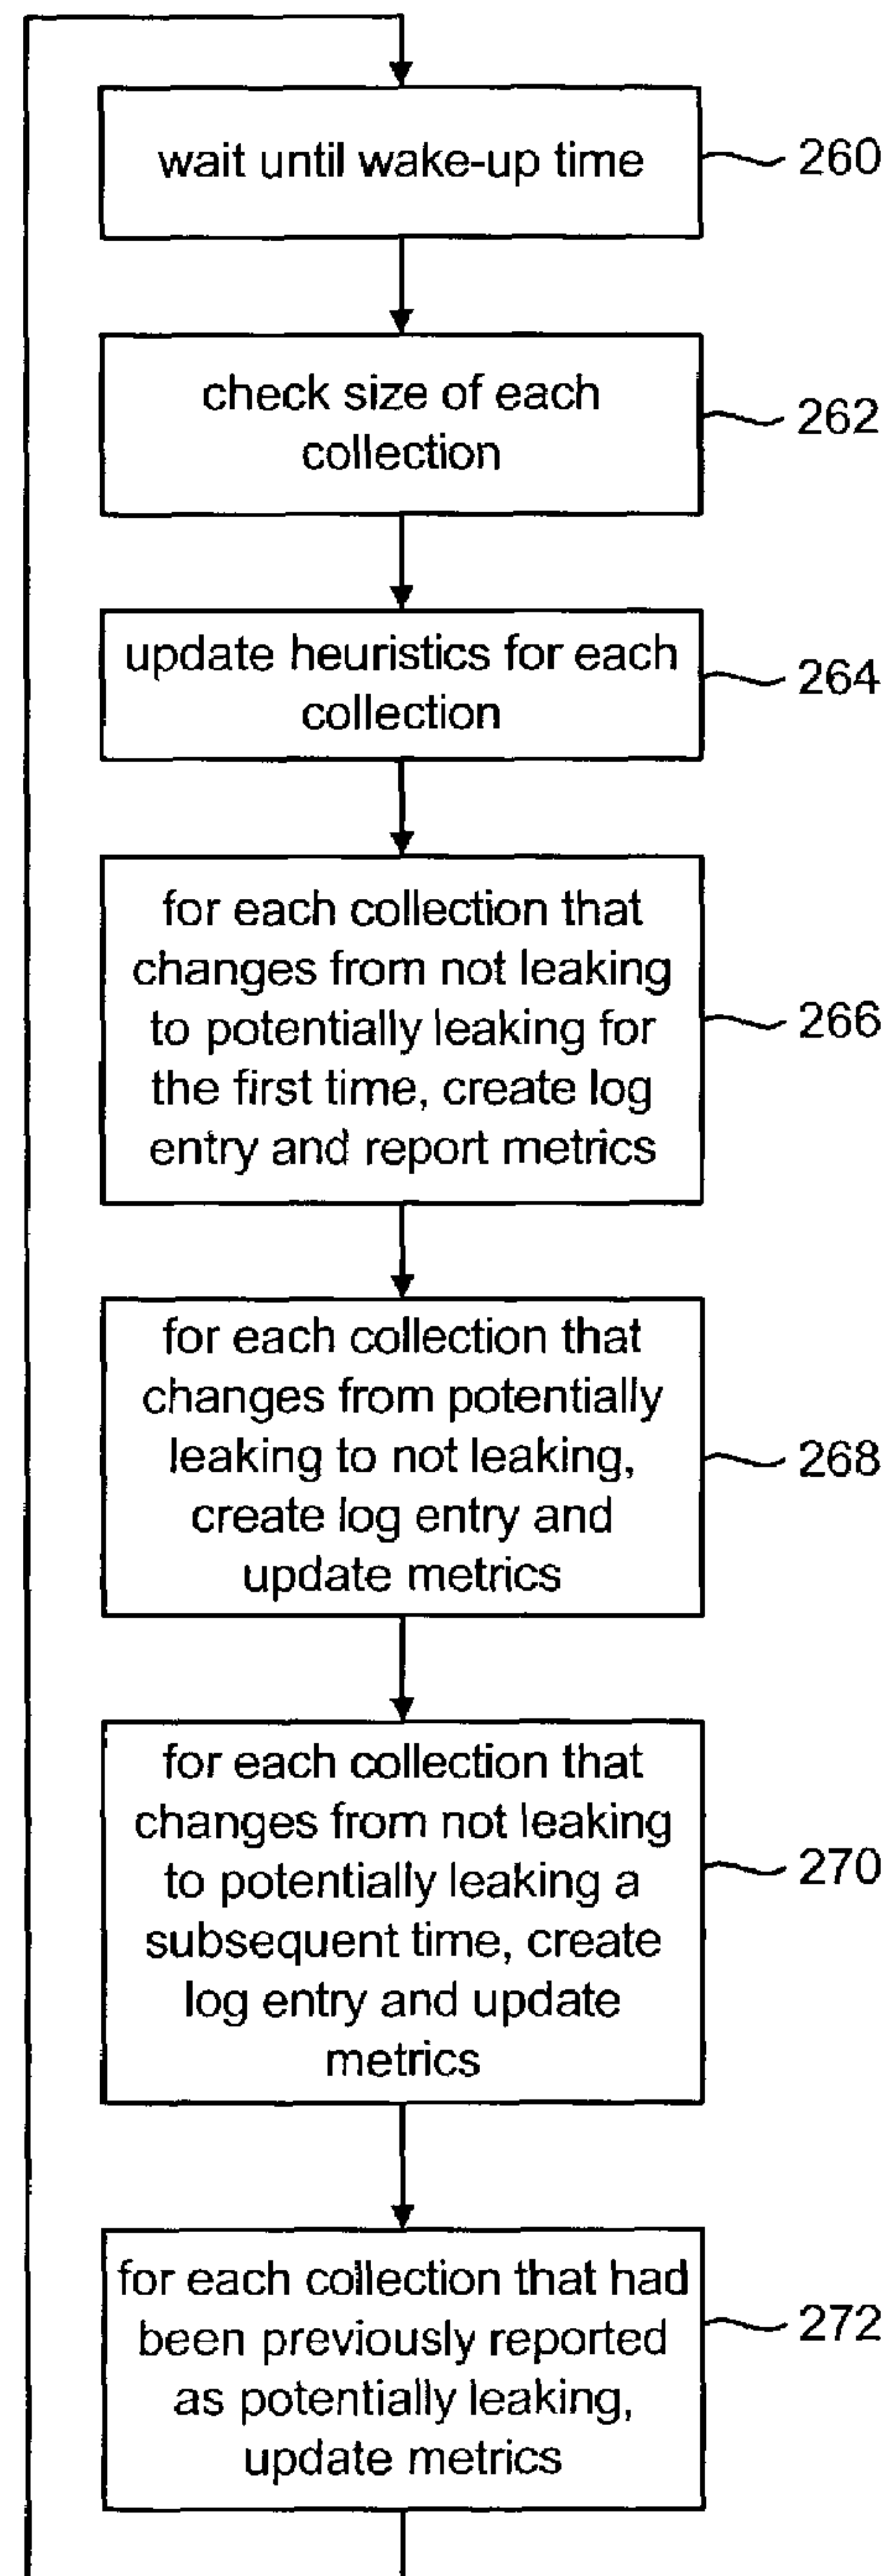 wait until wake-up time
260
check size of each
collection
262
update heuristics for each
collection
264
for each collection that
changes from not leaking
to potentially leaking for
the first time, create log
entry and report metrics
266
for each collection that
changes from potentially
leaking to not leaking,
create log entry and
update metrics
268
for each collection that
changes from not leaking
to potentially leaking a
subsequent time, create
log entry and update
metrics
270
for each collection that had
been previously reported
as potentially leaking,
update metrics
272